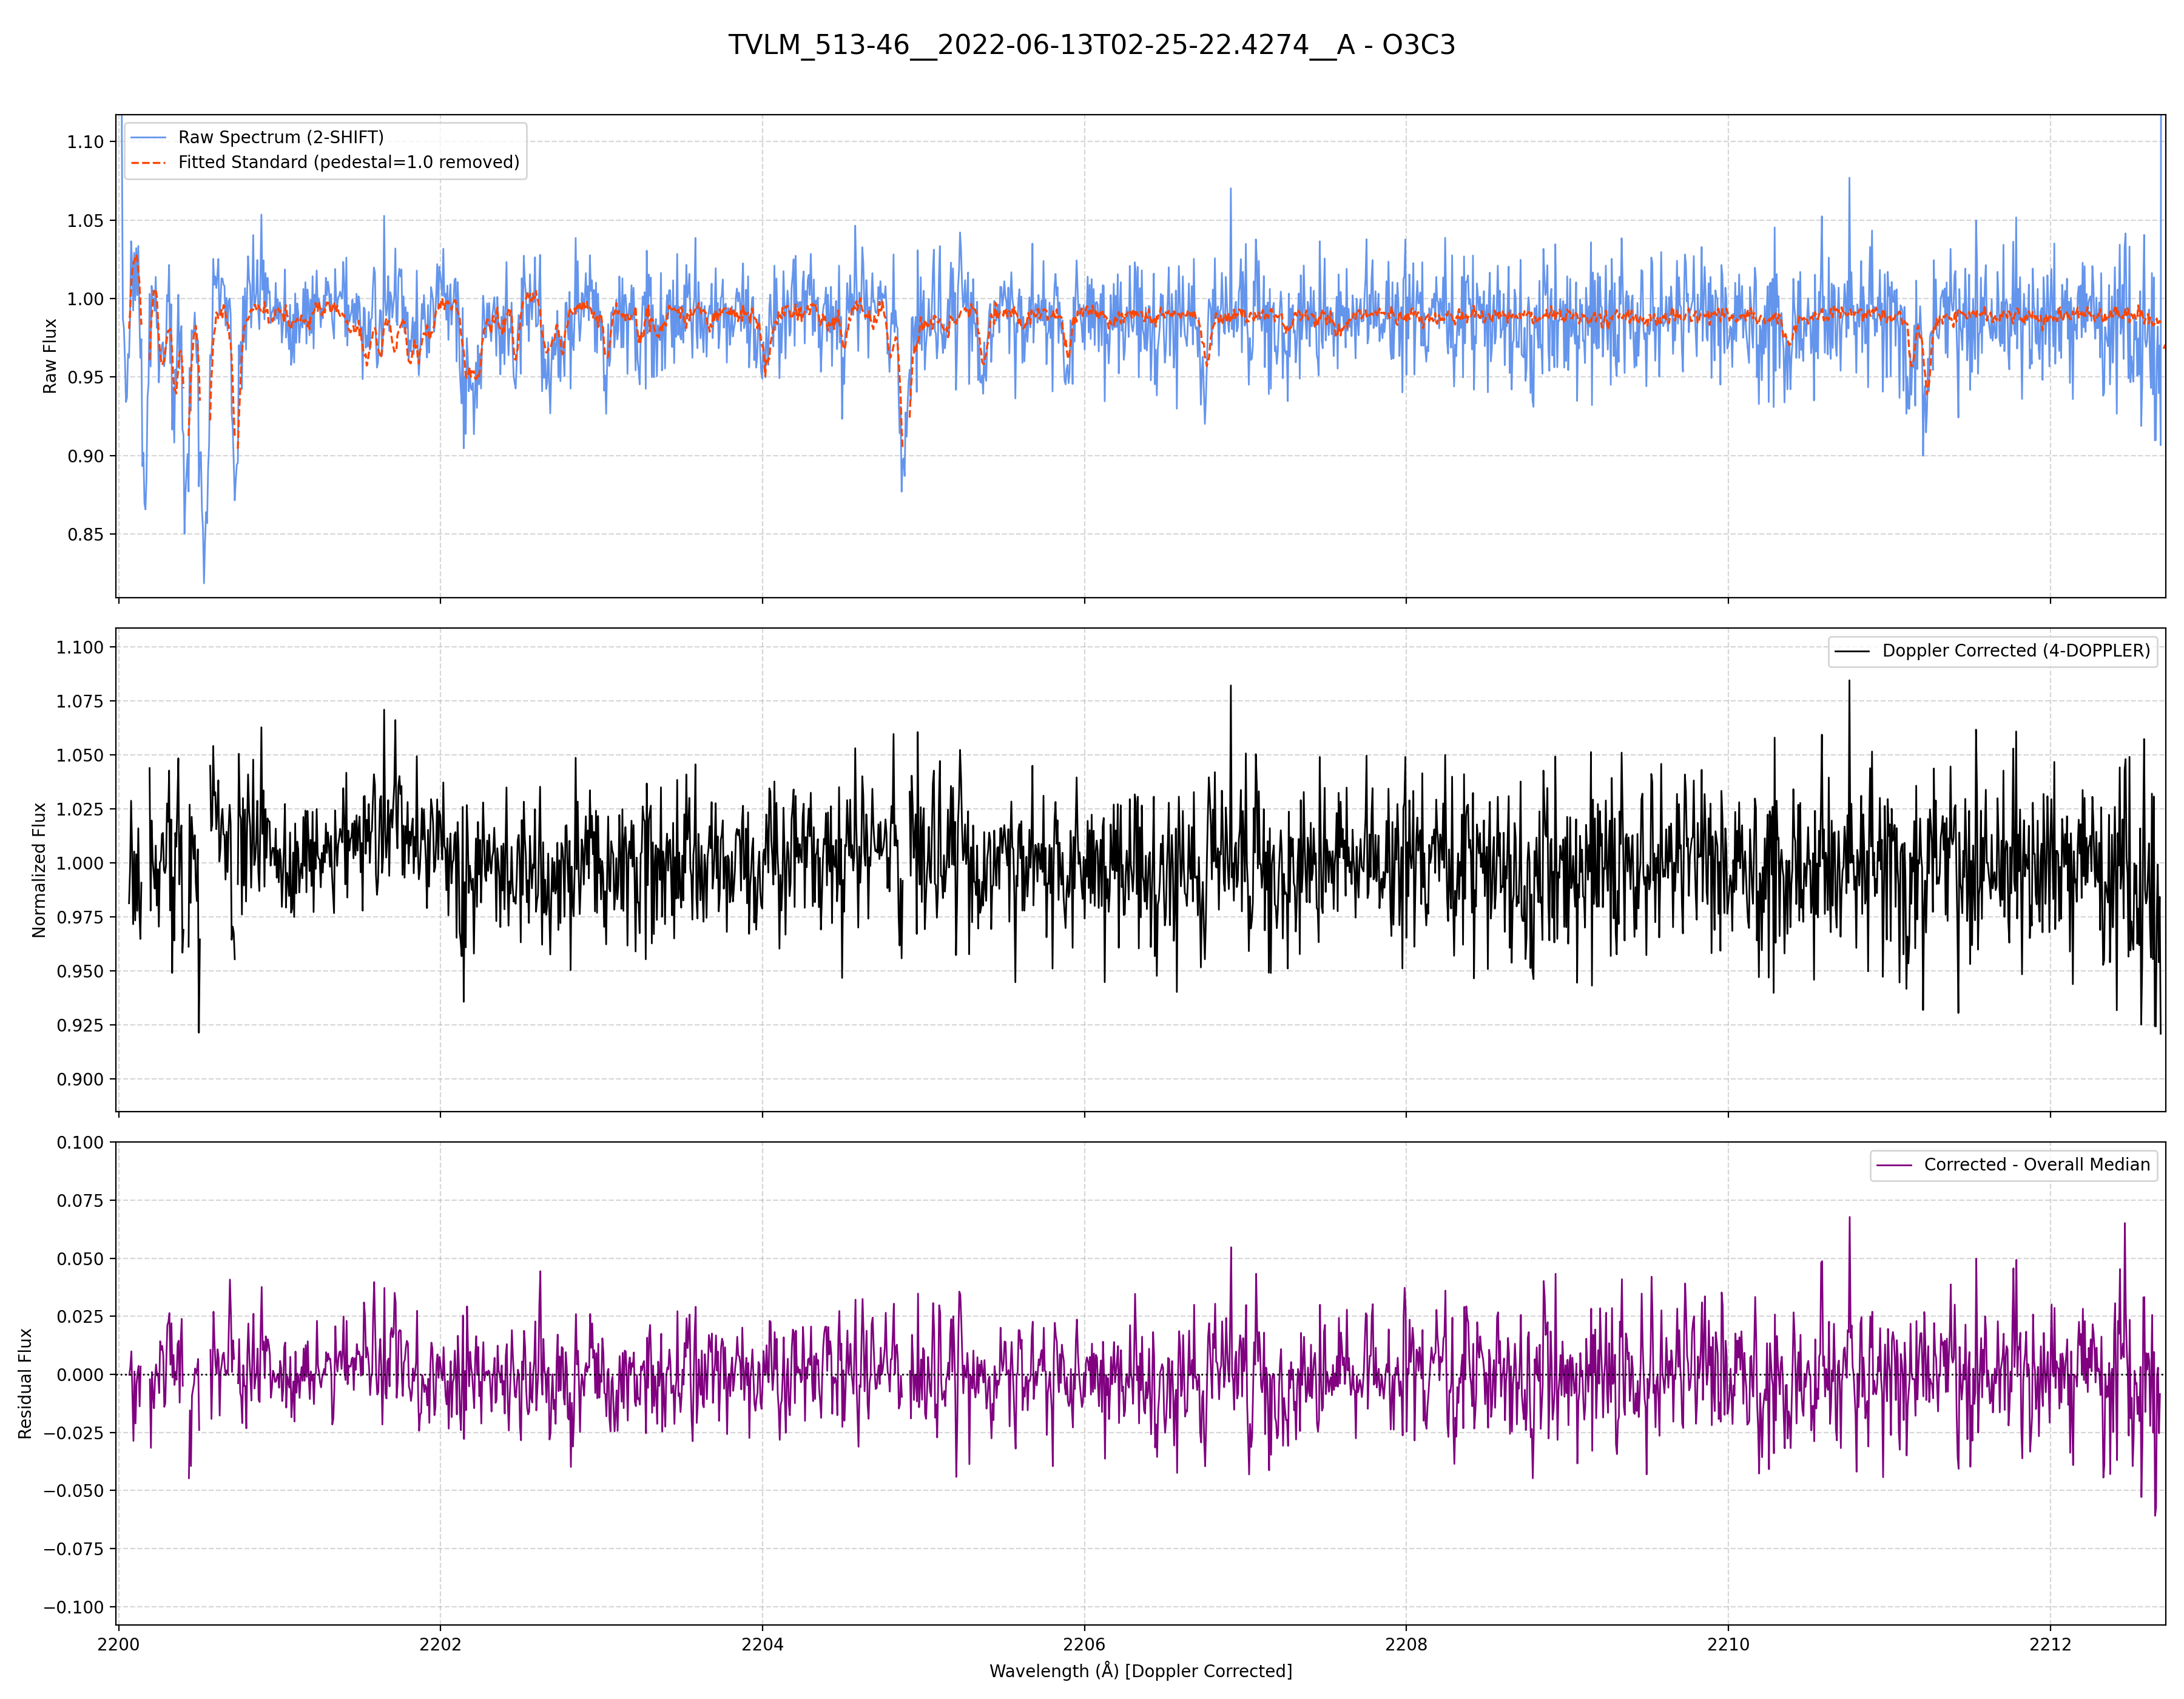 TVLM_513-46__2022-06-13T02-25-22.4274__A - O3C3
Raw Spectrum (2-SHIFT)
Fitted Standard (pedestal=1.0 removed)
Raw Flux
1.10
1.05
1.00
0.95
0.90
0.85
Doppler Corrected (4-DOPPLER)
Normalized Flux
1.100
1.075
1.050
1.025
1.000
0.975
0.950
0.925
0.900
Corrected - Overall Median
Residual Flux
0.100
0.075
0.050
0.025
0.000
−0.025
−0.050
−0.075
−0.100
2200 2202 2204 2206 2208 2210 2212
Wavelength (Å) [Doppler Corrected]